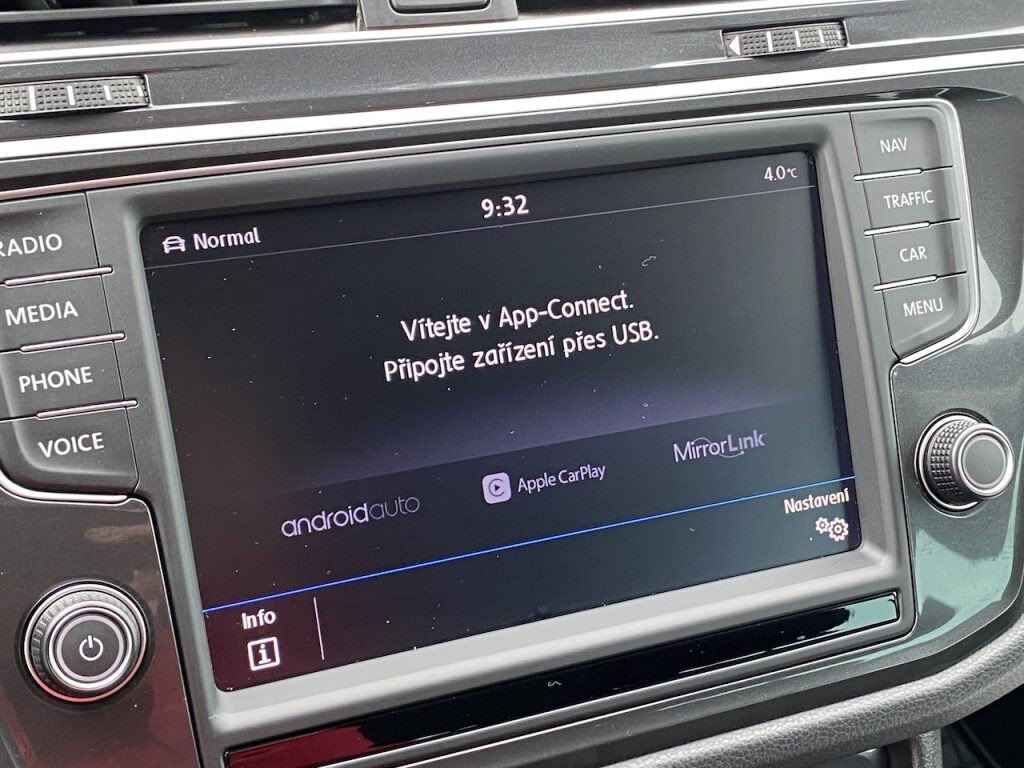 9:32
4.0°C
Normal
Vítejte v App-Connect.
Připojte zařízení přes USB.
androidauto
Apple CarPlay
MirrorLink
Nastavení
Info
i
RADIO
MEDIA
PHONE
VOICE
NAV
TRAFFIC
CAR
MENU